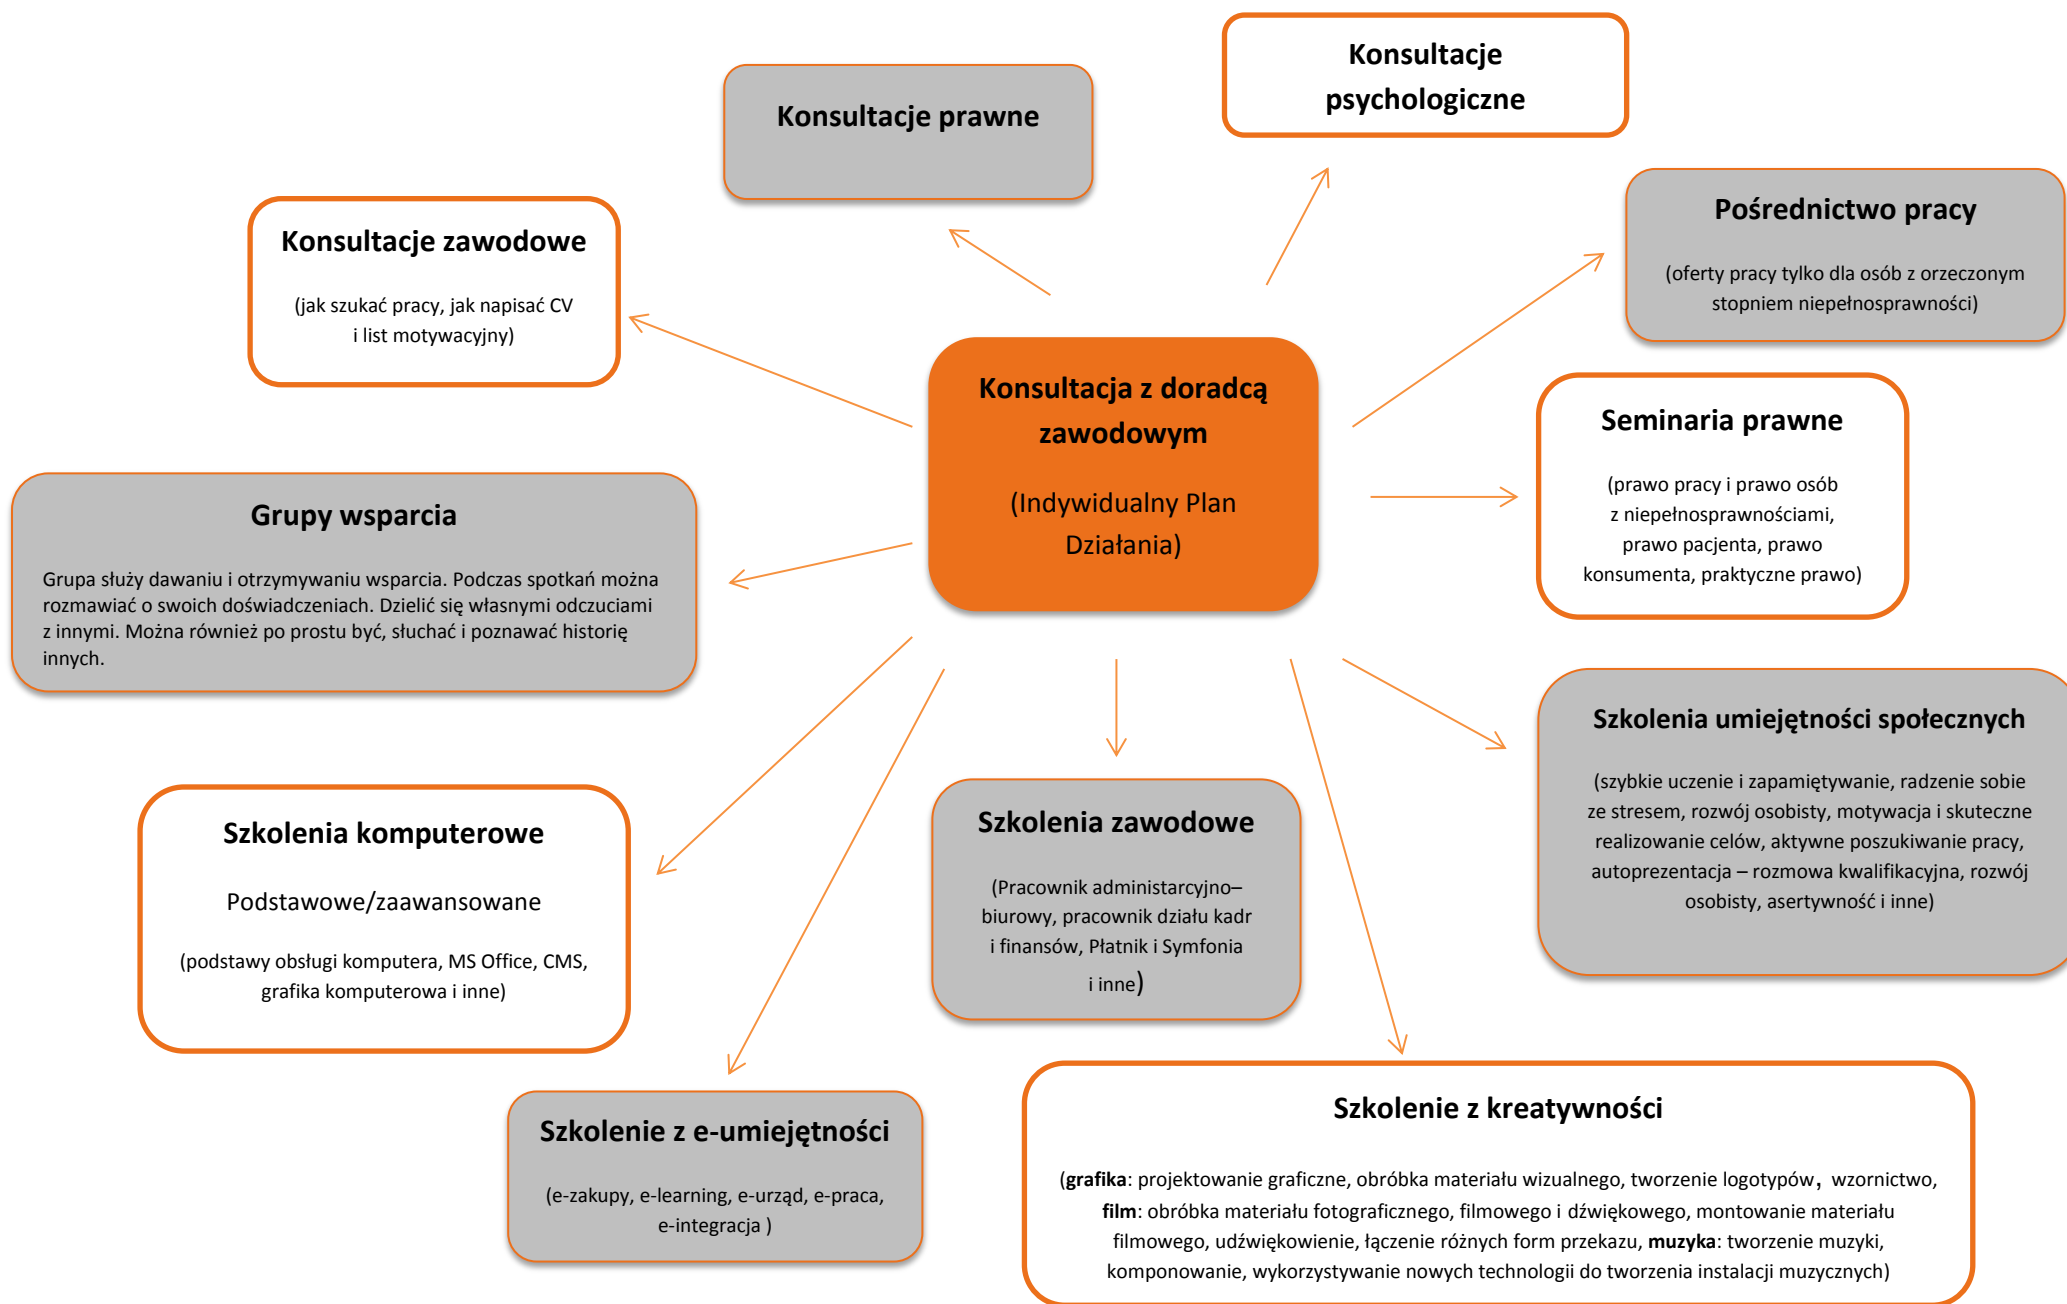 Konsultacje
psychologiczne
Konsultacje prawne
Pośrednictwo pracy
(oferty pracy tylko dla osób z orzeczonym
stopniem niepełnosprawności)
Konsultacje zawodowe
(jak szukać pracy, jak napisać CV
i list motywacyjny)
Konsultacja z doradcą
zawodowym
(Indywidualny Plan
Działania)
Seminaria prawne
(prawo pracy i prawo osób
z niepełnosprawnościami,
prawo pacjenta, prawo
konsumenta, praktyczne prawo)
Grupy wsparcia
Grupa służy dawaniu i otrzymywaniu wsparcia. Podczas spotkań można
rozmawiać o swoich doświadczeniach. Dzielić się własnymi odczuciami
z innymi. Można również po prostu być, słuchać i poznawać historię
innych.
Szkolenia umiejętności społecznych
(szybkie uczenie i zapamiętywanie, radzenie sobie
ze stresem, rozwój osobisty, motywacja i skuteczne
realizowanie celów, aktywne poszukiwanie pracy,
autoprezentacja – rozmowa kwalifikacyjna, rozwój
osobisty, asertywność i inne)
Szkolenia komputerowe
Podstawowe/zaawansowane
(podstawy obsługi komputera, MS Office, CMS,
grafika komputerowa i inne)
Szkolenia zawodowe
(Pracownik administarcyjno–
biurowy, pracownik działu kadr
i finansów, Płatnik i Symfonia
i inne)
Szkolenie z e-umiejętności
(e-zakupy, e-learning, e-urząd, e-praca,
e-integracja )
Szkolenie z kreatywności
(grafika: projektowanie graficzne, obróbka materiału wizualnego, tworzenie logotypów, wzornictwo,
film: obróbka materiału fotograficznego, filmowego i dźwiękowego, montowanie materiału
filmowego, udźwiękowienie, łączenie różnych form przekazu, muzyka: tworzenie muzyki,
komponowanie, wykorzystywanie nowych technologii do tworzenia instalacji muzycznych)